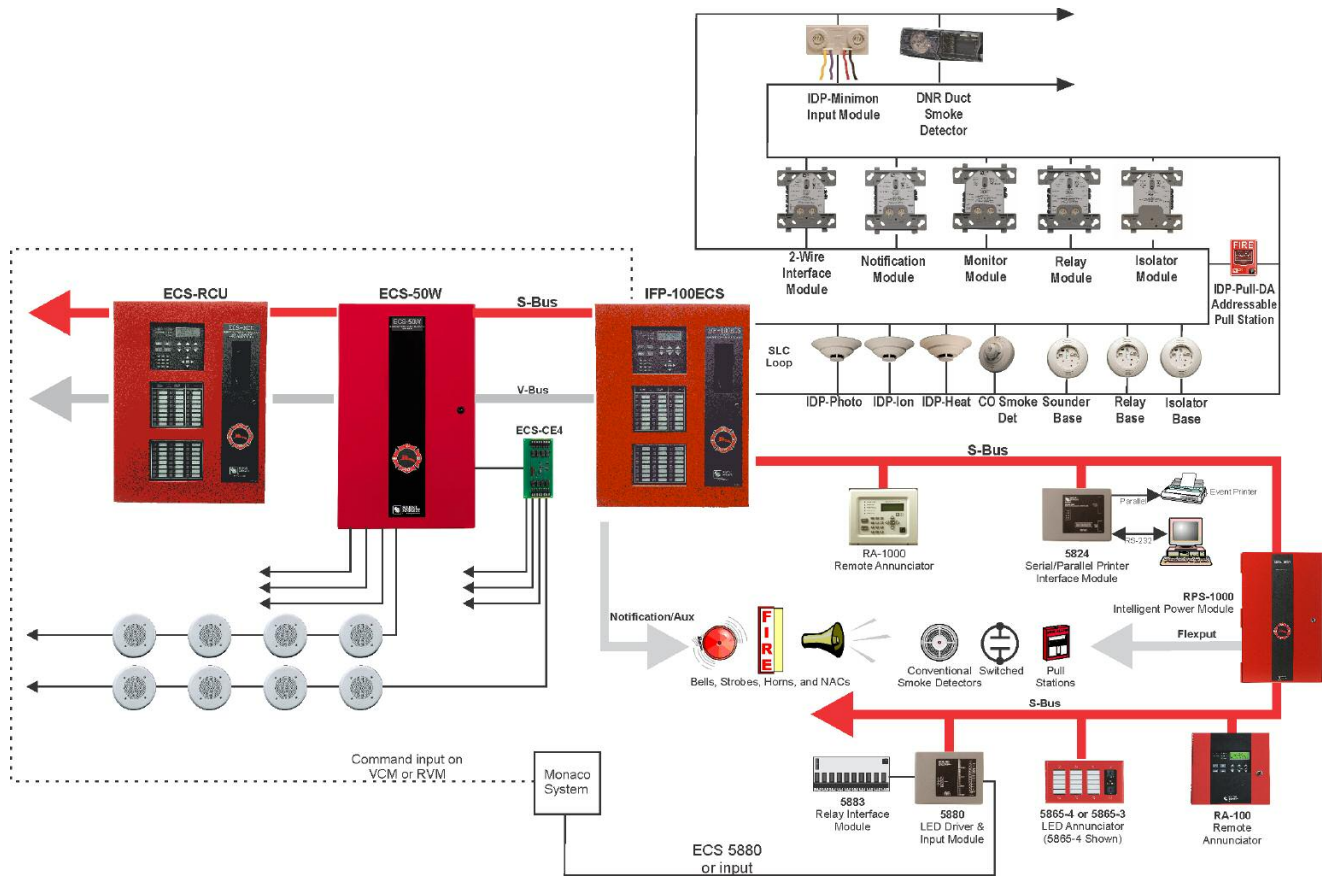 IDP-Minimon
Input Module
DNR Duct
Smoke
Detector
2-Wire
Interface
Module
Notification
Module
Monitor
Module
Relay
Module
Isolator
Module
FIRE
IDP-Pull-DA
Addressable
Pull Station
ECS-RCU
ECS-50W
S-Bus
IFP-100ECS
ECS-RCU
ECS-50W
IFP-100ECS
SLC
Loop
V-Bus
IDP-Photo
IDP-Ion
IDP-Heat
CO Smoke
Det
Sounder
Base
Relay
Base
Isolator
Base
ECS-CE4
S-Bus
RA-1000
Remote Annunciator
Parallel
Event Printer
RS-232
5824
Serial/Parallel Printer
Interface Module
RPS-1000
Intelligent Power Module
Notification/Aux
FIRE
Flexput
Bells, Strobes, Horns, and NACs
Conventional
Smoke Detectors
Switched
Pull
Stations
S-Bus
Command input on
VCM or RVM
Monaco
System
5883
Relay Interface
Module
5880
LED Driver &
Input Module
5865-4 or 5865-3
LED Annunciator
(5865-4 Shown)
RA-100
Remote
Annunciator
ECS 5880
or input